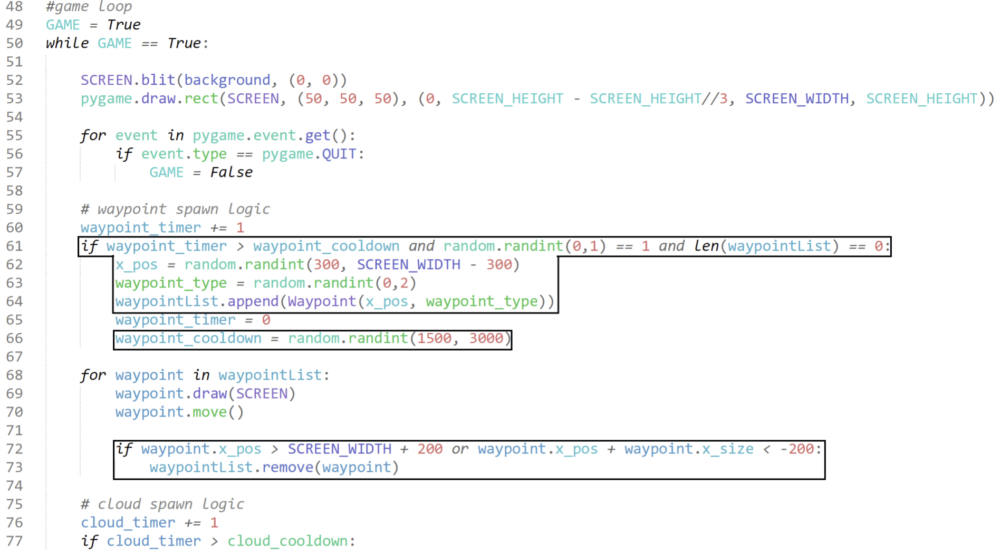 48 #game loop
49 GAME = True
50 while GAME == True:
51
52 SCREEN.blit(background, (0, 0))
53 pygame.draw.rect(SCREEN, (50, 50, 50), (0, SCREEN_HEIGHT - SCREEN_HEIGHT//3, SCREEN_WIDTH, SCREEN_HEIGHT))
54
55 for event in pygame.event.get():
56 if event.type == pygame.QUIT:
57 GAME = False
58
59 # waypoint spawn logic
60 waypoint_timer += 1
61 if waypoint_timer > waypoint_cooldown and random.randint(0,1) == 1 and len(waypointList) == 0:
62 x_pos = random.randint(300, SCREEN_WIDTH - 300)
63 waypoint_type = random.randint(0,2)
64 waypointList.append(Waypoint(x_pos, waypoint_type))
65 waypoint_timer = 0
66 waypoint_cooldown = random.randint(1500, 3000)
67
68 for waypoint in waypointList:
69 waypoint.draw(SCREEN)
70 waypoint.move()
71
72 if waypoint.x_pos > SCREEN_WIDTH + 200 or waypoint.x_pos + waypoint.x_size < -200:
73 waypointList.remove(waypoint)
74
75 # cloud spawn logic
76 cloud_timer += 1
77 if cloud_timer > cloud_cooldown: